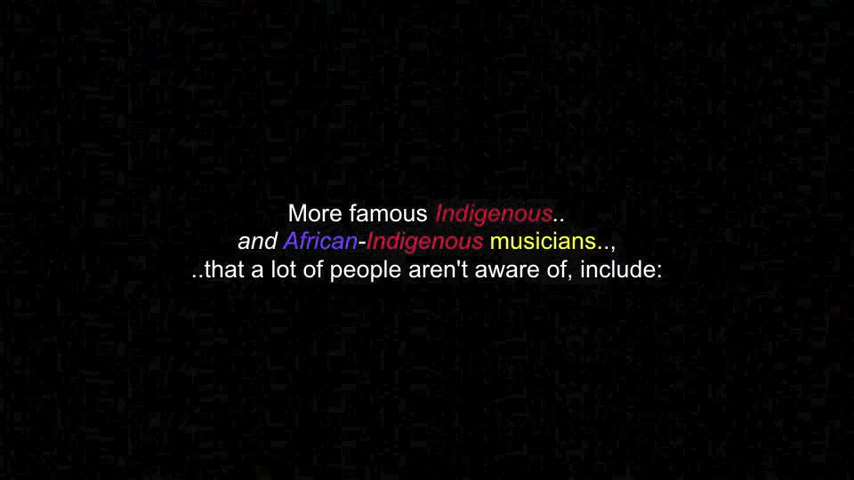 More famous Indigenous..
and African-Indigenous musicians..,
..that a lot of people aren't aware of, include: